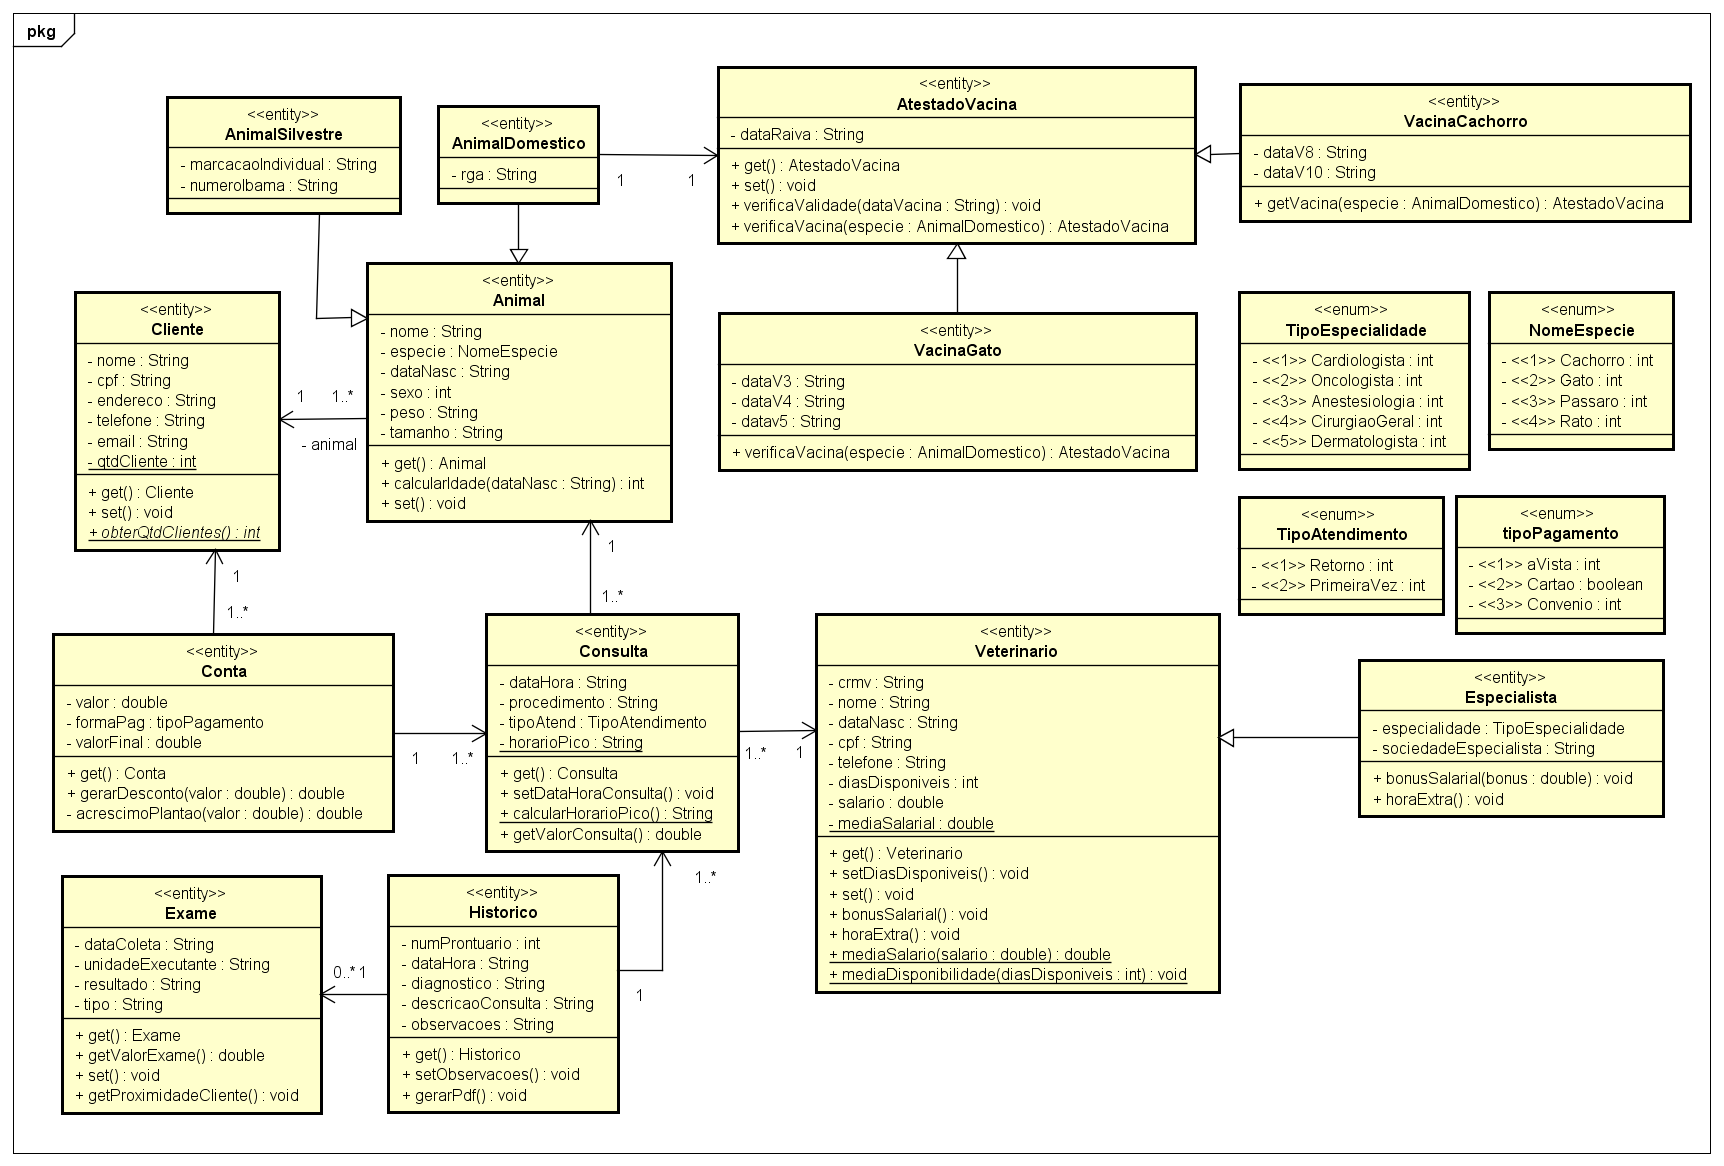 pkg
<<entity>>
AnimalSilvestre
- marcacaoIndividual : String
- numeroIbama : String
<<entity>>
AnimalDomestico
- rga : String
1
1
<<entity>>
AtestadoVacina
- dataRaiva : String
+ get() : AtestadoVacina
+ set() : void
+ verificaValidade(dataVacina : String) : void
+ verificaVacina(especie : AnimalDomestico) : AtestadoVacina
<<entity>>
VacinaCachorro
- dataV8 : String
- dataV10 : String
+ getVacina(especie : AnimalDomestico) : AtestadoVacina
<<entity>>
Cliente
- nome : String
- cpf : String
- endereco : String
- telefone : String
- email : String
- qtdCliente : int
+ get() : Cliente
+ set() : void
+ obterQtdClientes() : int
1
1..*
- animal
<<entity>>
Animal
- nome : String
- especie : NomeEspecie
- dataNasc : String
- sexo : int
- peso : String
- tamanho : String
+ get() : Animal
+ calcularIdade(dataNasc : String) : int
+ set() : void
<<entity>>
VacinaGato
- dataV3 : String
- dataV4 : String
- datav5 : String
+ verificaVacina(especie : AnimalDomestico) : AtestadoVacina
<<enum>>
TipoEspecialidade
- <<1>> Cardiologista : int
- <<2>> Oncologista : int
- <<3>> Anestesiologia : int
- <<4>> CirurgiaoGeral : int
- <<5>> Dermatologista : int
<<enum>>
NomeEspecie
- <<1>> Cachorro : int
- <<2>> Gato : int
- <<3>> Passaro : int
- <<4>> Rato : int
<<enum>>
TipoAtendimento
- <<1>> Retorno : int
- <<2>> PrimeiraVez : int
<<enum>>
tipoPagamento
- <<1>> aVista : int
- <<2>> Cartao : boolean
- <<3>> Convenio : int
1
1..*
1
1..*
<<entity>>
Conta
- valor : double
- formaPag : tipoPagamento
- valorFinal : double
+ get() : Conta
+ gerarDesconto(valor : double) : double
- acrescimoPlantao(valor : double) : double
1
1..*
<<entity>>
Consulta
- dataHora : String
- procedimento : String
- tipoAtend : TipoAtendimento
- horarioPico : String
+ get() : Consulta
+ setDataHoraConsulta() : void
+ calcularHorarioPico() : String
+ getValorConsulta() : double
1..*
1
<<entity>>
Veterinario
- crmv : String
- nome : String
- dataNasc : String
- cpf : String
- telefone : String
- diasDisponiveis : int
- salario : double
- mediaSalarial : double
+ get() : Veterinario
+ setDiasDisponiveis() : void
+ set() : void
+ bonusSalarial() : void
+ horaExtra() : void
+ mediaSalario(salario : double) : double
+ mediaDisponibilidade(diasDisponiveis : int) : void
<<entity>>
Especialista
- especialidade : TipoEspecialidade
- sociedadeEspecialista : String
+ bonusSalarial(bonus : double) : void
+ horaExtra() : void
<<entity>>
Exame
- dataColeta : String
- unidadeExecutante : String
- resultado : String
- tipo : String
+ get() : Exame
+ getValorExame() : double
+ set() : void
+ getProximidadeCliente() : void
0..* 1
<<entity>>
Historico
- numProntuario : int
- dataHora : String
- diagnostico : String
- descricaoConsulta : String
- observacoes : String
+ get() : Historico
+ setObservacoes() : void
+ gerarPdf() : void
1..*
1